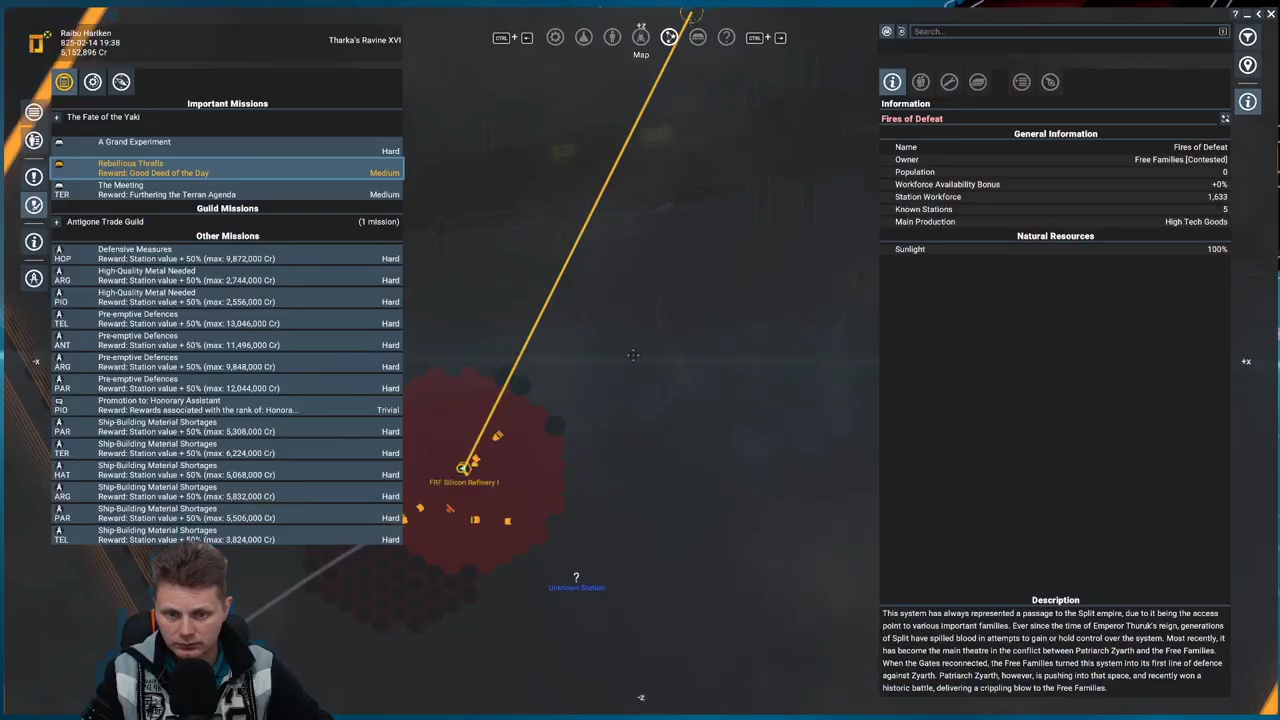 Raibu Hariken
825-02-14 19:38
5,152,896 Cr
Tharka's Ravine XVI
CTRL + ←
+Z
? CTRL + →
Map
Search...
Important Missions
+ The Fate of the Yaki
A Grand Experiment
Hard
Rebellious Thralls
Reward: Good Deed of the Day Medium
The Meeting
TER Reward: Furthering the Terran Agenda Medium
Guild Missions
+ Antigone Trade Guild (1 mission)
Other Missions
Defensive Measures
HOP Reward: Station value + 50% (max: 9,872,000 Cr) Hard
High-Quality Metal Needed
ARG Reward: Station value + 50% (max: 2,744,000 Cr) Hard
High-Quality Metal Needed
PIO Reward: Station value + 50% (max: 2,556,000 Cr) Hard
Pre-emptive Defences
TEL Reward: Station value + 50% (max: 13,046,000 Cr) Hard
Pre-emptive Defences
ANT Reward: Station value + 50% (max: 11,496,000 Cr) Hard
Pre-emptive Defences
ARG Reward: Station value + 50% (max: 9,848,000 Cr) Hard
Pre-emptive Defences
PAR Reward: Station value + 50% (max: 12,044,000 Cr) Hard
Promotion to: Honorary Assistant
PIO Reward: Rewards associated with the rank of: Honora... Trivial
Ship-Building Material Shortages
PAR Reward: Station value + 50% (max: 5,308,000 Cr) Hard
Ship-Building Material Shortages
TER Reward: Station value + 50% (max: 6,224,000 Cr) Hard
Ship-Building Material Shortages
HAT Reward: Station value + 50% (max: 5,068,000 Cr) Hard
Ship-Building Material Shortages
ARG Reward: Station value + 50% (max: 5,832,000 Cr) Hard
Ship-Building Material Shortages
PAR Reward: Station value + 50% (max: 5,506,000 Cr) Hard
Ship-Building Material Shortages
TEL Reward: Station value + 50% (max: 3,824,000 Cr) Hard
-X
+X
FRF Silicon Refinery I
?
Unknown Station
-Z
Information
Fires of Defeat
General Information
Name Fires of Defeat
Owner Free Families [Contested]
Population 0
Workforce Availability Bonus +0%
Station Workforce 1,633
Known Stations 5
Main Production High Tech Goods
Natural Resources
Sunlight 100%
Description
This system has always represented a passage to the Split empire, due to it being the access
point to various important families. Ever since the time of Emperor Thuruk's reign, generations
of Split have spilled blood in attempts to gain or hold control over the system. Most recently, it
has become the main theatre in the conflict between Patriarch Zyarth and the Free Families.
When the Gates reconnected, the Free Families turned this system into its first line of defence
against Zyarth. Patriarch Zyarth, however, is pushing into that space, and recently won a
historic battle, delivering a crippling blow to the Free Families.